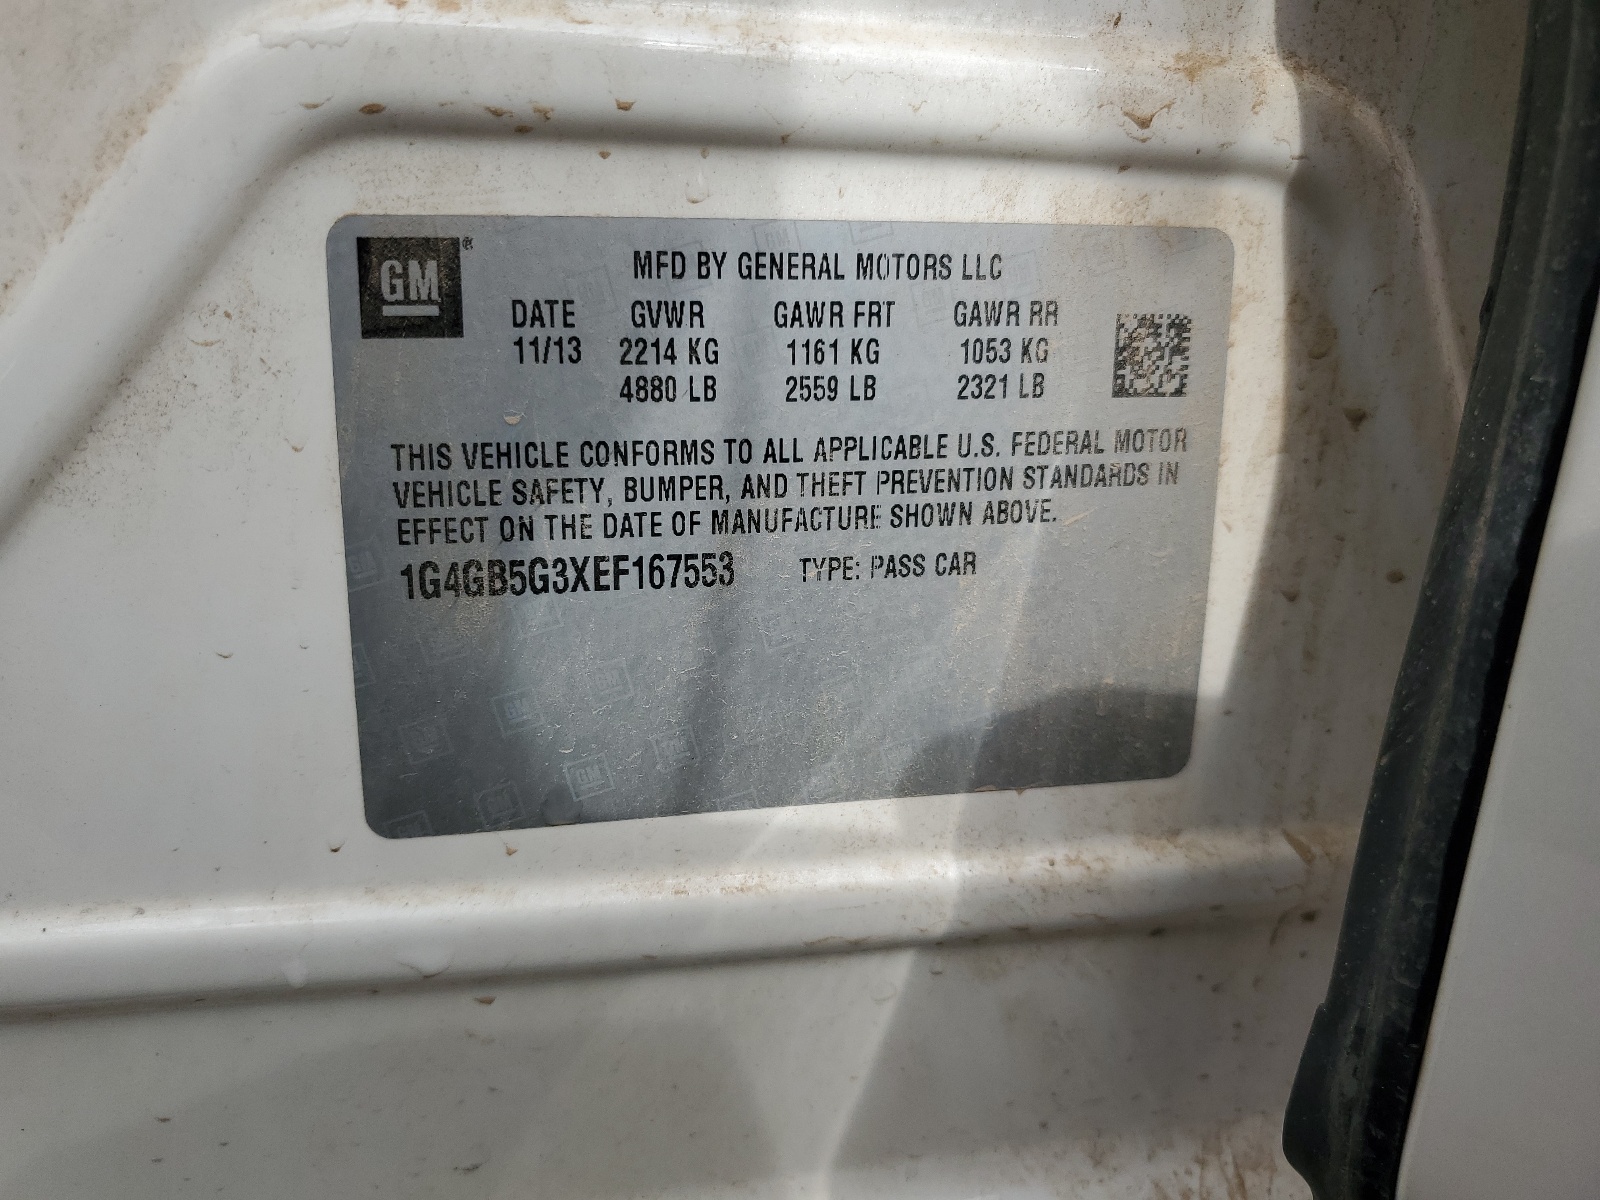 GM®
MFD BY GENERAL MOTORS LLC
DATE GVWR GAWR FRT GAWR RR
11/13 2214 KG 1161 KG 1053 KG
4880 LB 2559 LB 2321 LB
THIS VEHICLE CONFORMS TO ALL APPLICABLE U.S. FEDERAL MOTOR
VEHICLE SAFETY, BUMPER, AND THEFT PREVENTION STANDARDS IN
EFFECT ON THE DATE OF MANUFACTURE SHOWN ABOVE.
1G4GB5G3XEF167553 TYPE: PASS CAR